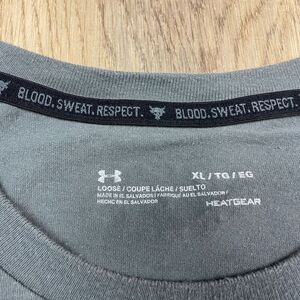 BLOOD. SWEAT. RESPECT. BLOOD. SWEAT. RESPECT.
XL / TG / EG
LOOSE / COUPE LÂCHE / SUELTO
MADE IN EL SALVADOR / FABRIQUÉ AU EL SALVADOR /
HECHO EN EL SALVADOR
HEATGEAR